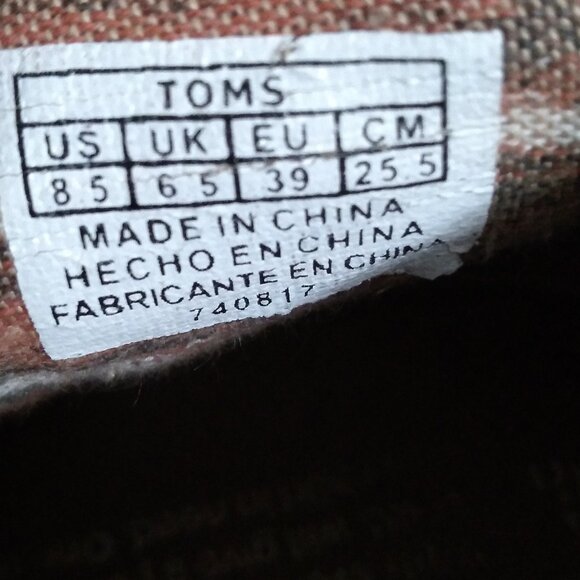 TOMS
US UK EU CM
8.5 6.5 39 25.5
MADE IN CHINA
HECHO EN CHINA
FABRICANTE EN CHINA
740817